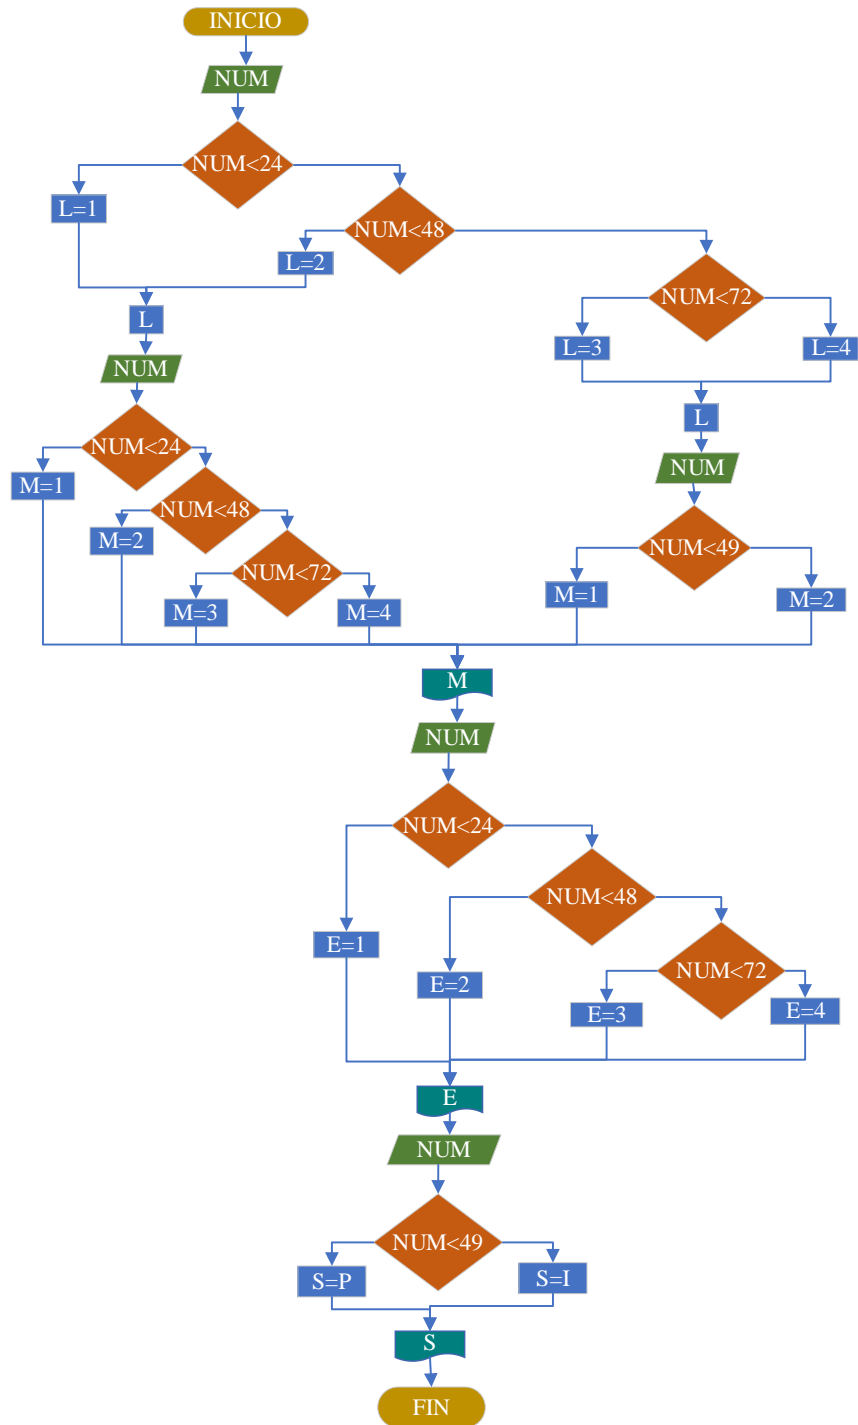 INICIO
NUM
NUM<24
L=1
NUM<48
L=2
NUM<72
L=3
L=4
L
NUM
NUM<24
M=1
NUM<48
M=2
NUM<72
M=3
M=4
L
NUM
NUM<49
M=1
M=2
M
NUM
NUM<24
E=1
NUM<48
E=2
NUM<72
E=3
E=4
E
NUM
NUM<49
S=P
S=I
S
FIN